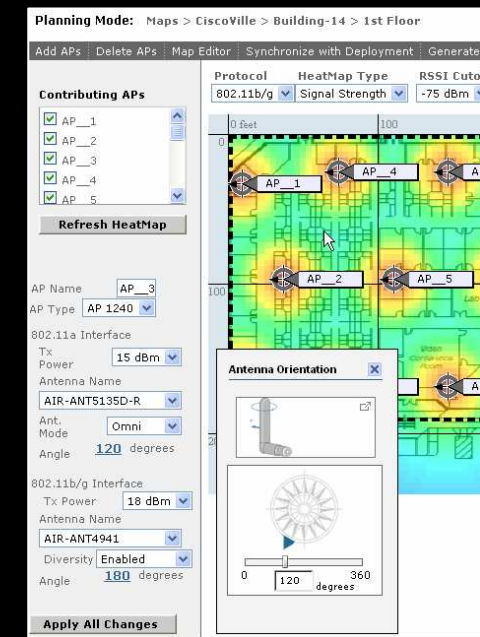 Planning Mode: Maps > CiscoVille > Building-14 > 1st Floor
Add APs Delete APs Map Editor Synchronize with Deployment Generate
Contributing APs
AP__1
AP__2
AP__3
AP__4
AP 5
Refresh HeatMap
Protocol HeatMap Type RSSI Cuto
802.11b/g Signal Strength -75 dBm
0 feet 100
0
AP__1 AP__4 A
100
AP__2 AP__5
Video
Conference
Room
A
AP Name AP__3
AP Type AP 1240
802.11a Interface
Tx
Power 15 dBm
Antenna Name
AIR-ANT5135D-R
Ant.
Mode Omni
Angle 120 degrees
802.11b/g Interface
Tx Power 18 dBm
Antenna Name
AIR-ANT4941
Diversity Enabled
Angle 180 degrees
Apply All Changes
Antenna Orientation
0 120 360
degrees